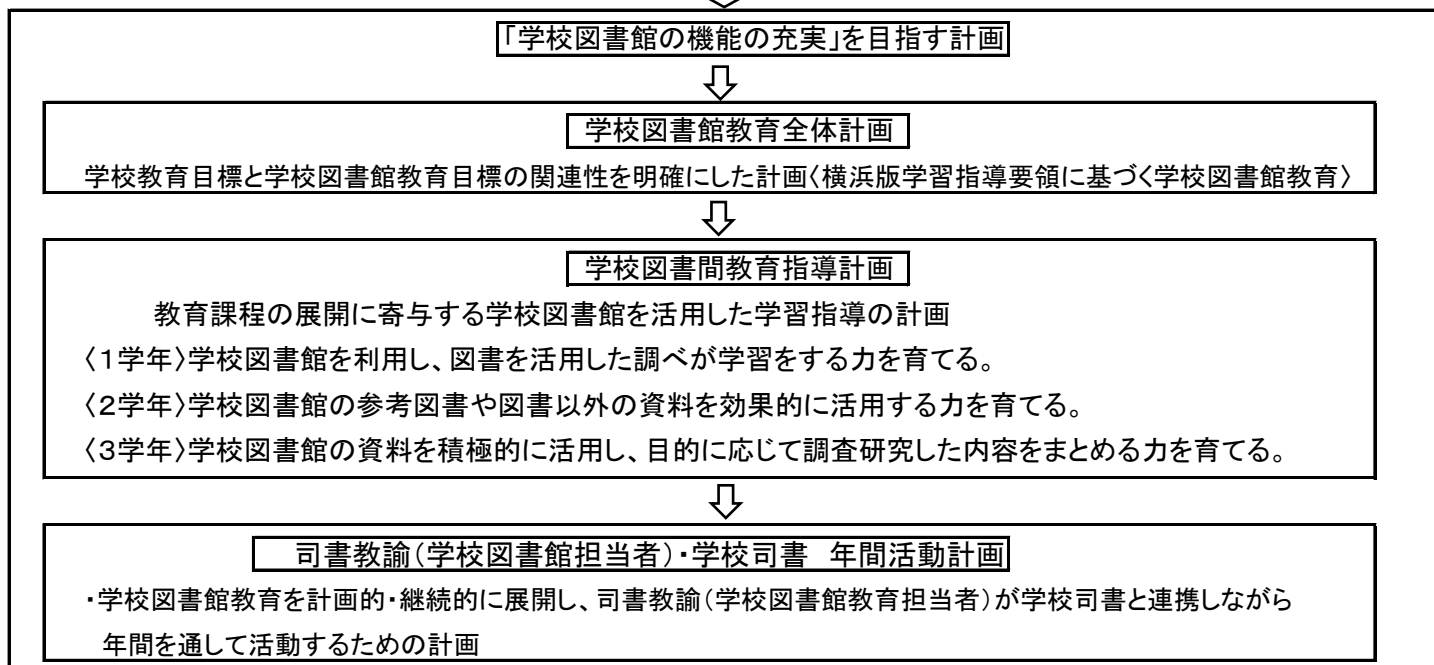 「学校図書館の機能の充実」を目指す計画
学校図書館教育全体計画
学校教育目標と学校図書館教育目標の関連性を明確にした計画〈横浜版学習指導要領に基づく学校図書館教育〉
学校図書間教育指導計画
教育課程の展開に寄与する学校図書館を活用した学習指導の計画
〈1学年〉学校図書館を利用し、図書を活用した調べが学習をする力を育てる。
〈2学年〉学校図書館の参考図書や図書以外の資料を効果的に活用する力を育てる。
〈3学年〉学校図書館の資料を積極的に活用し、目的に応じて調査研究した内容をまとめる力を育てる。
司書教諭(学校図書館担当者)・学校司書　年間活動計画
・学校図書館教育を計画的・継続的に展開し、司書教諭(学校図書館教育担当者)が学校司書と連携しながら
年間を通して活動するための計画